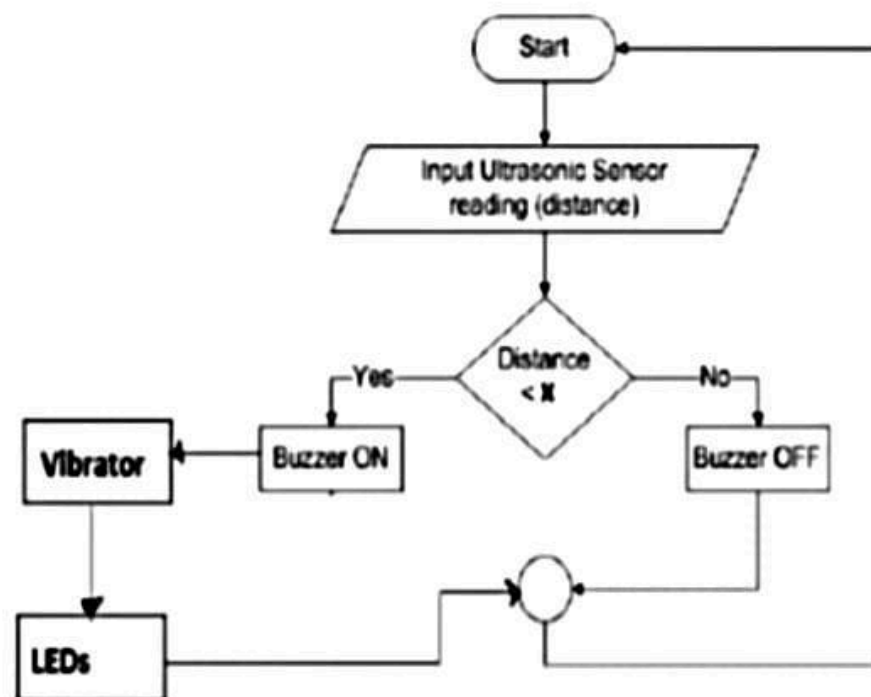 Start
Input Ultrasonic Sensor
reading (distance)
Distance
< X
Yes
No
Vibrator
Buzzer ON
Buzzer OFF
LEDs